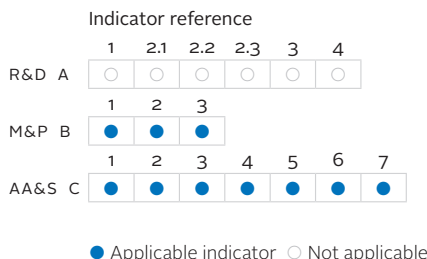 Indicator reference
1 2.1 2.2 2.3 3 4
R&D A
1 2 3
M&P B
1 2 3 4 5 6 7
AA&S C
Applicable indicator Not applicable